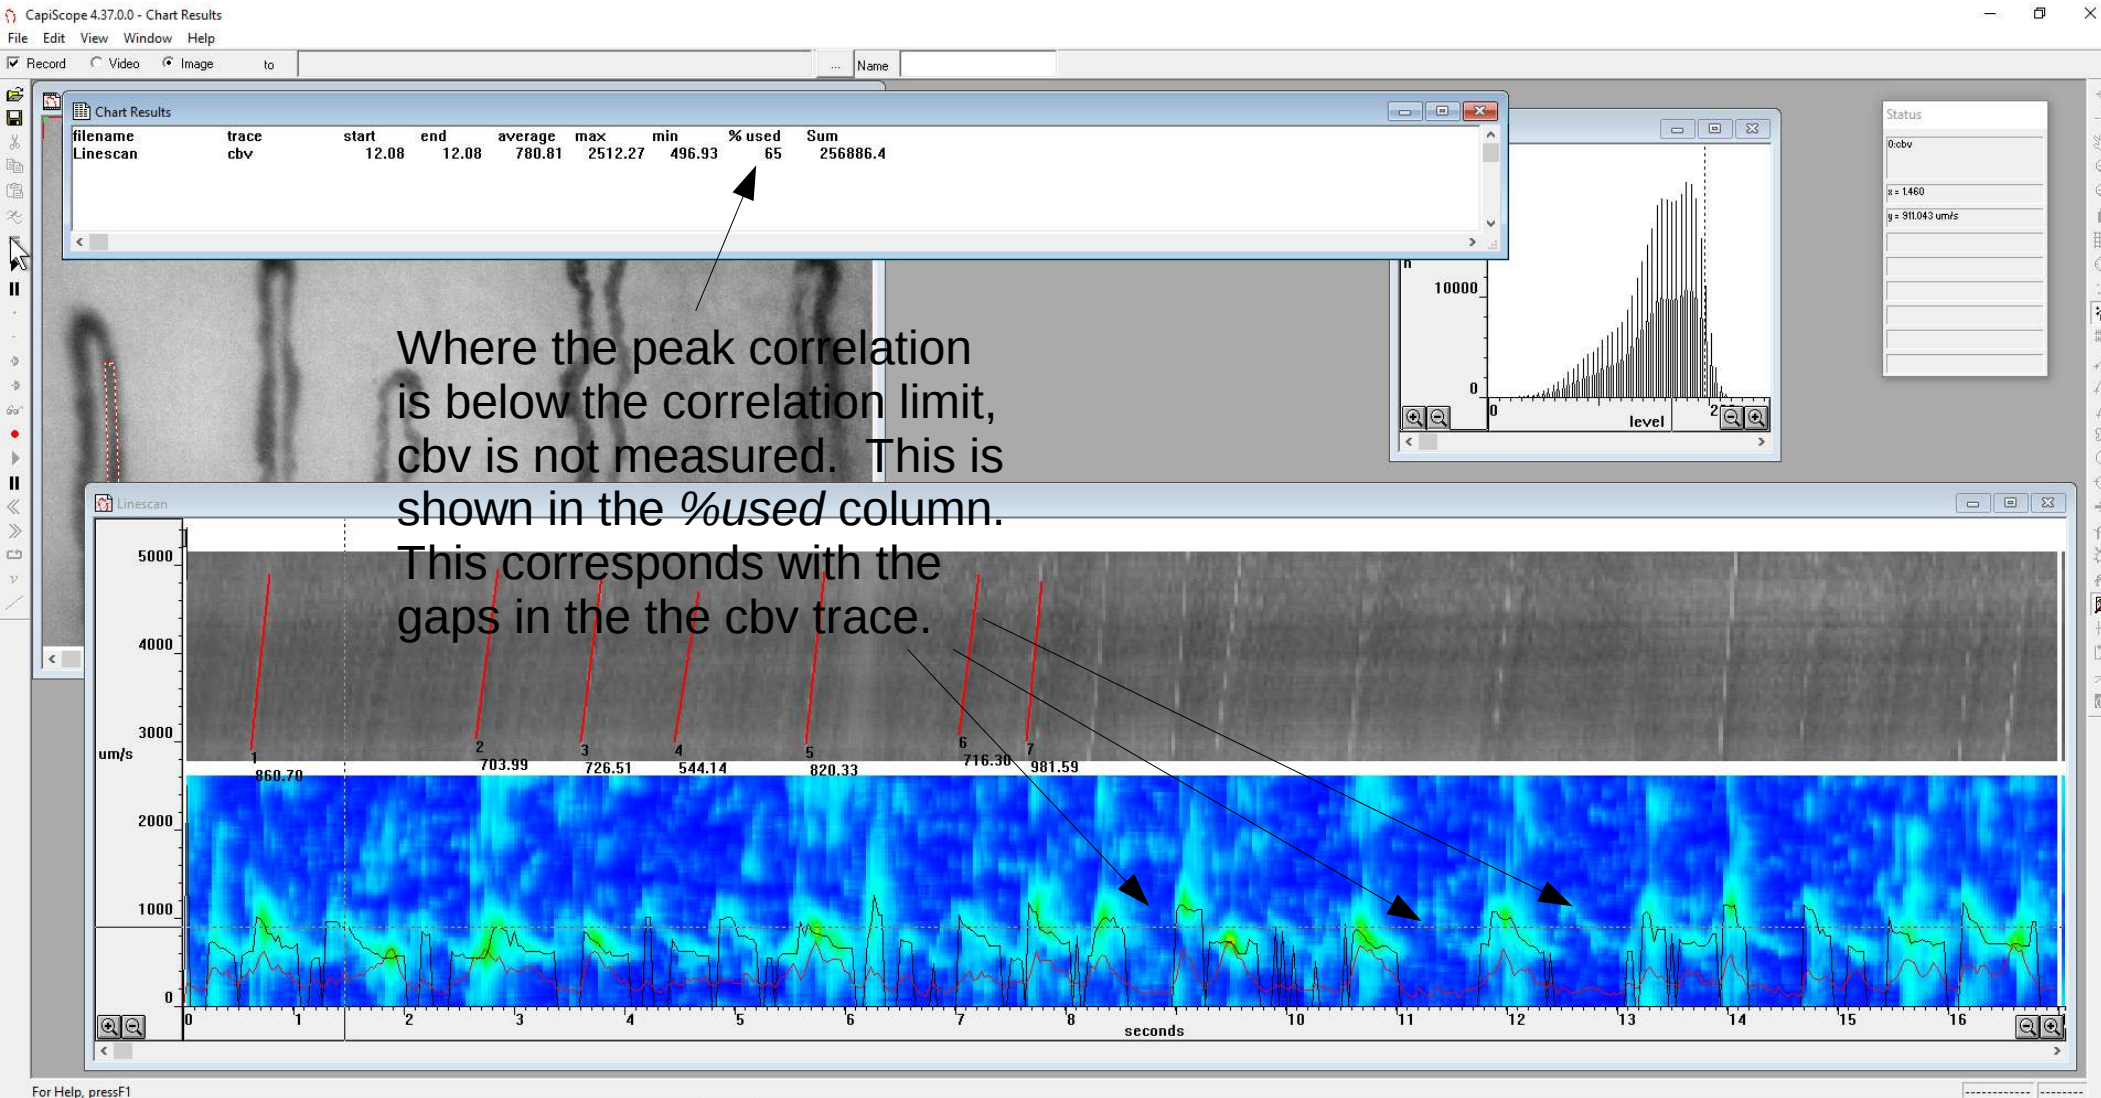 CapiScope 4.37.0.0 - Chart Results
File Edit View Window Help
Record Video Image to ... Name
Chart Results
filename trace start end average max min % used Sum
Linescan cbv 12.08 12.08 780.81 2512.27 496.93 65 256886.4
Status
0:cbv
x = 1.460
y = 911.043 um/s
n
10000
0
0
level
Where the peak correlation
is below the correlation limit,
cbv is not measured. This is
shown in the %used column.
This corresponds with the
gaps in the the cbv trace.
Linescan
5000
4000
3000
um/s
2000
1000
0
1 2 3 4 5 6 7
860.70 703.99 726.51 544.14 820.33 716.30 981.59
0 1 2 3 4 5 6 7 8 10 11 12 13 14 15 16
seconds
For Help, pressF1